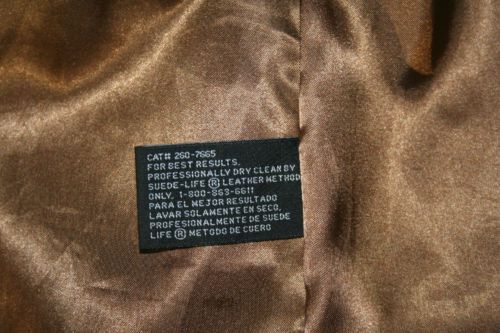 CAT# 260-7665
FOR BEST RESULTS.
PROFESSIONALLY DRY CLEAN BY
SUEDE-LIFE ® LEATHER METHOD
ONLY. 1-800-863-6611
PARA EL MEJOR RESULTADO
LAVAR SOLAMENTE EN SECO.
PROFESIONALMENTE DE SUEDE
LIFE ® METODO DE CUERO